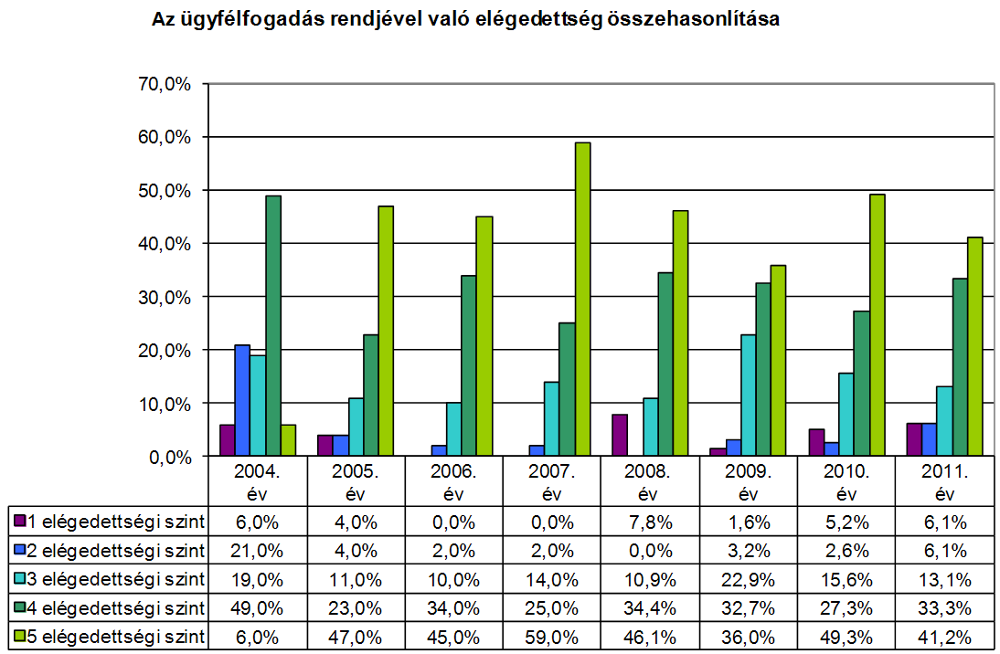 Az ügyfélfogadás rendjével való elégedettség összehasonlítása
70,0%
60,0%
50,0%
40,0%
30,0%
20,0%
10,0%
0,0%
2004. 2005. 2006. 2007. 2008. 2009. 2010. 2011.
év év év év év év év év
1 elégedettségi szint 6,0% 4,0% 0,0% 0,0% 7,8% 1,6% 5,2% 6,1%
2 elégedettségi szint 21,0% 4,0% 2,0% 2,0% 0,0% 3,2% 2,6% 6,1%
3 elégedettségi szint 19,0% 11,0% 10,0% 14,0% 10,9% 22,9% 15,6% 13,1%
4 elégedettségi szint 49,0% 23,0% 34,0% 25,0% 34,4% 32,7% 27,3% 33,3%
5 elégedettségi szint 6,0% 47,0% 45,0% 59,0% 46,1% 36,0% 49,3% 41,2%